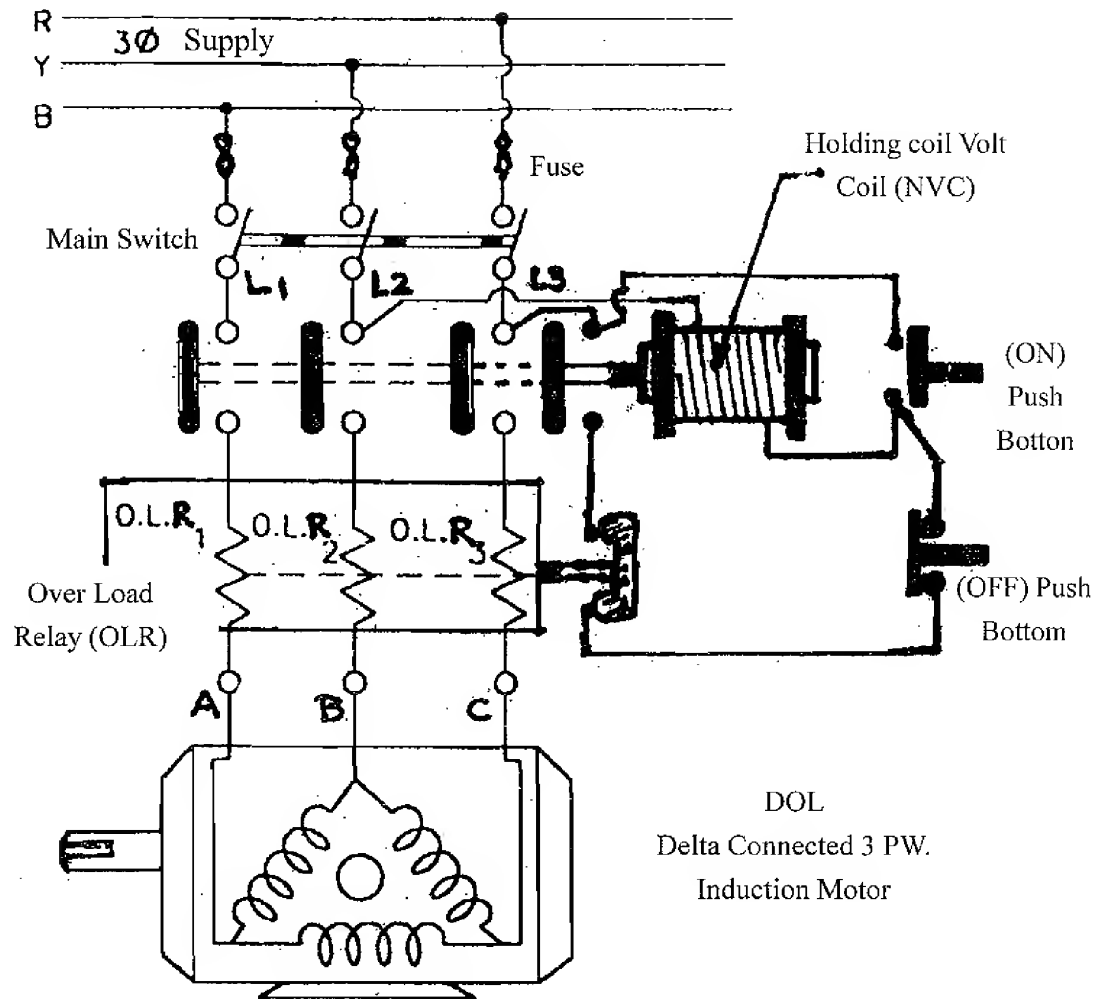 R
3Ø Supply
Y
B
Fuse
Holding coil Volt
Coil (NVC)
Main Switch
L1
L2
L3
(ON)
Push
Botton
O.L.R1
O.L.R2
O.L.R3
Over Load
Relay (OLR)
(OFF) Push
Bottom
A
B
C
DOL
Delta Connected 3 PW.
Induction Motor